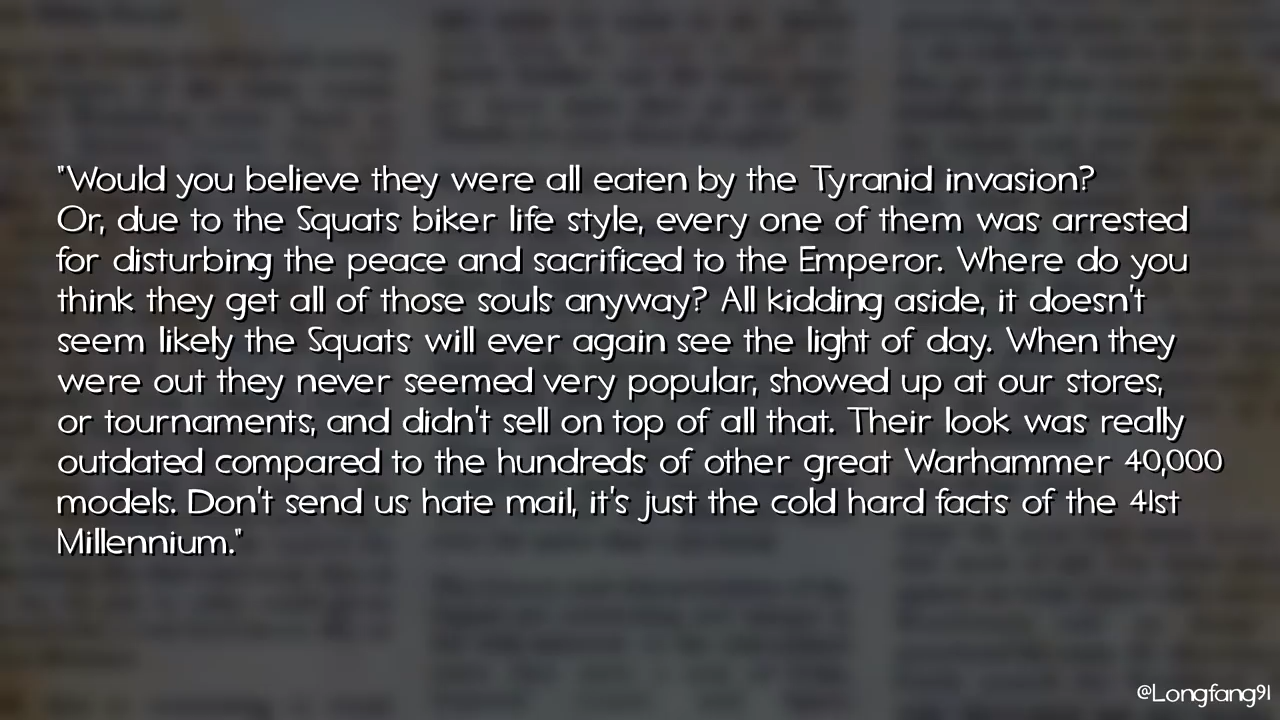 "Would you believe they were all eaten by the Tyranid invasion?
Or, due to the Squats biker life style, every one of them was arrested
for disturbing the peace and sacrificed to the Emperor. Where do you
think they get all of those souls anyway? All kidding aside, it doesn't
seem likely the Squats will ever again see the light of day. When they
were out they never seemed very popular, showed up at our stores,
or tournaments, and didn't sell on top of all that. Their look was really
outdated compared to the hundreds of other great Warhammer 40,000
models. Don't send us hate mail, it's just the cold hard facts of the 41st
Millennium."
@Longfang91